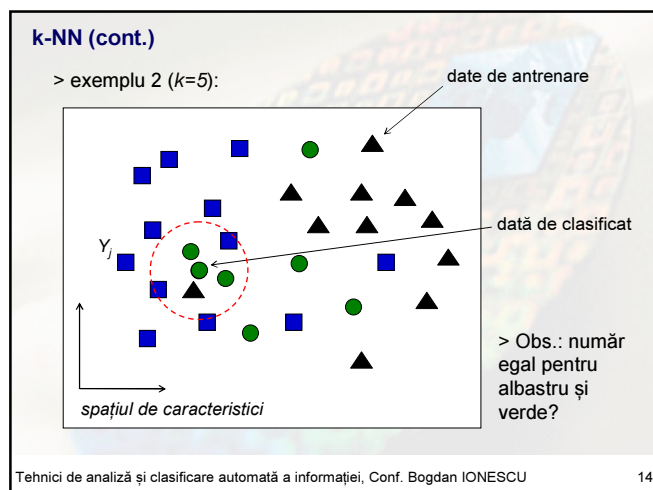 k-NN (cont.)
> exemplu 2 (k=5):
date de antrenare
dată de clasificat
Y_j
spațiul de caracteristici
> Obs.: număr
egal pentru
albastru și
verde?
Tehnici de analiză și clasificare automată a informației, Conf. Bogdan IONESCU
14